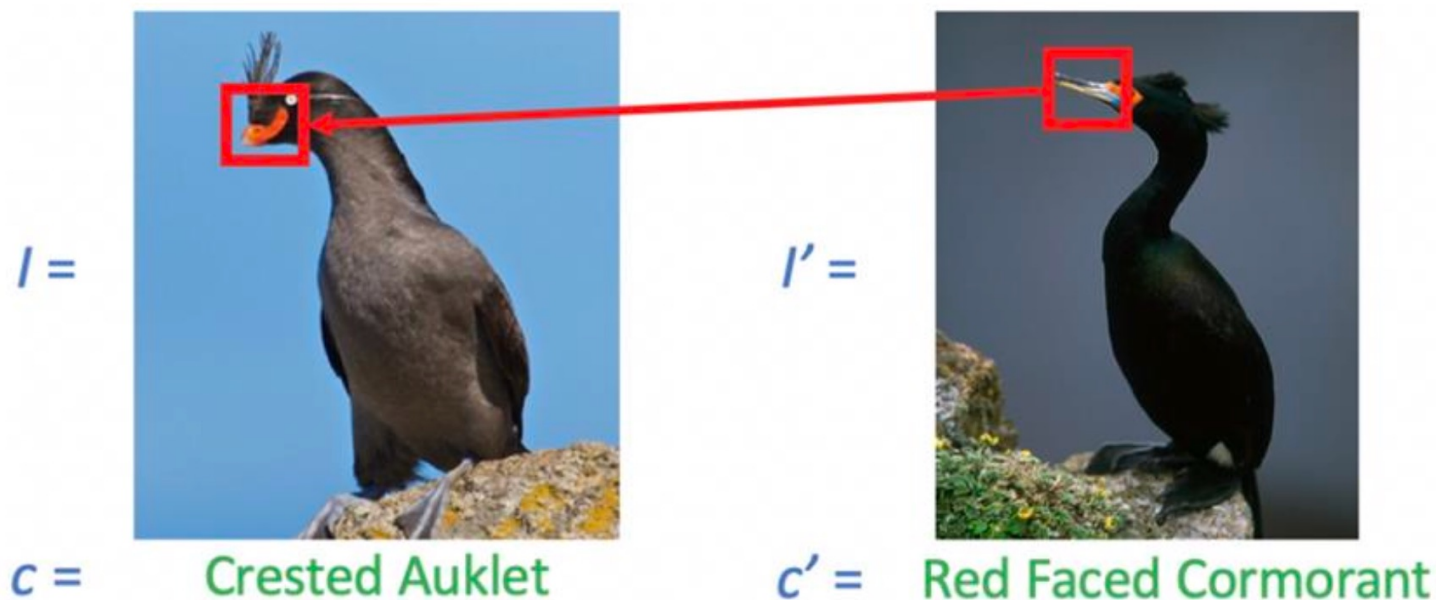 I =
I′ =
c = Crested Auklet
c′ = Red Faced Cormorant